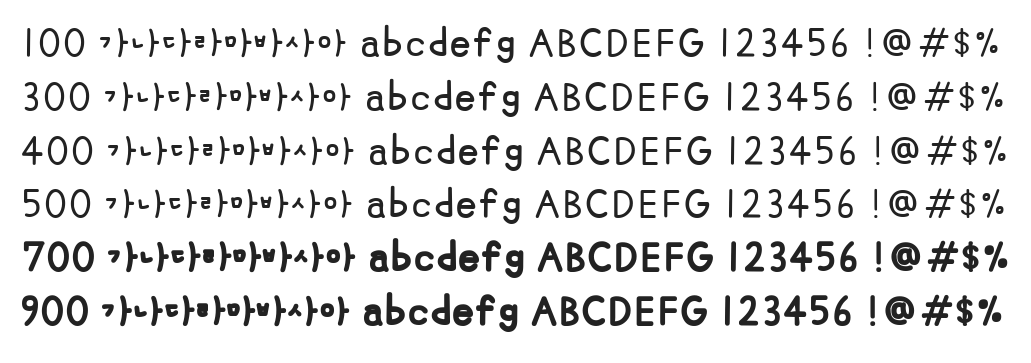 100 가나다라마바사아 abcdefg ABCDEFG 123456 !@#$%
300 가나다라마바사아 abcdefg ABCDEFG 123456 !@#$%
400 가나다라마바사아 abcdefg ABCDEFG 123456 !@#$%
500 가나다라마바사아 abcdefg ABCDEFG 123456 !@#$%
700 가나다라마바사아 abcdefg ABCDEFG 123456 !@#$%
900 가나다라마바사아 abcdefg ABCDEFG 123456 !@#$%